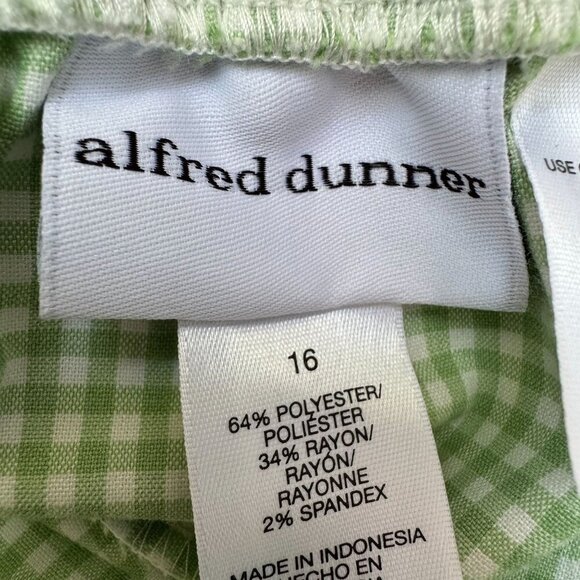 alfred dunner
USE
16
64% POLYESTER/
POLIÉSTER
34% RAYON/
RAYÓN/
RAYONNE
2% SPANDEX
MADE IN INDONESIA
HECHO EN